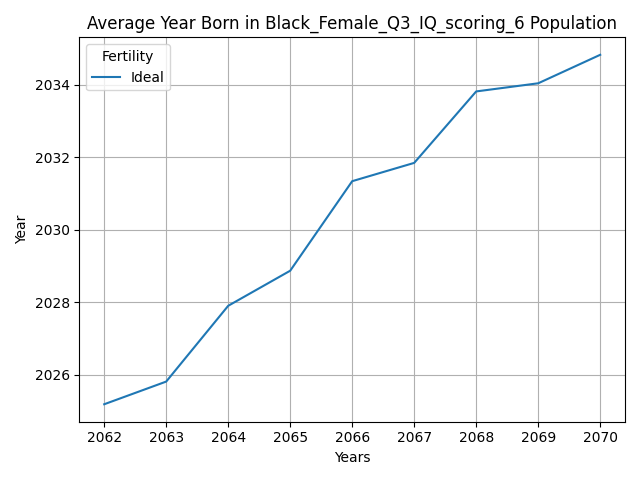 Average Year Born in Black_Female_Q3_IQ_scoring_6 Population
Fertility
Ideal
2034
2032
2030
2028
2026
Year
2062 2063 2064 2065 2066 2067 2068 2069 2070
Years